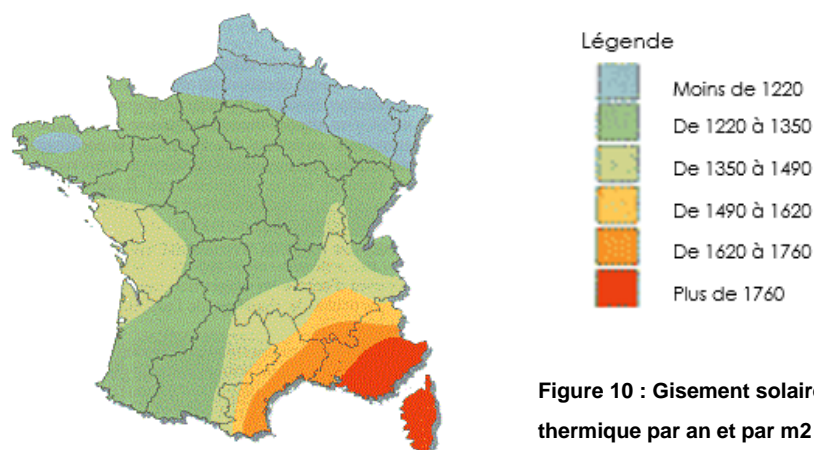 Légende
Moins de 1220
De 1220 à 1350
De 1350 à 1490
De 1490 à 1620
De 1620 à 1760
Plus de 1760
Figure 10 : Gisement solaire
thermique par an et par m2